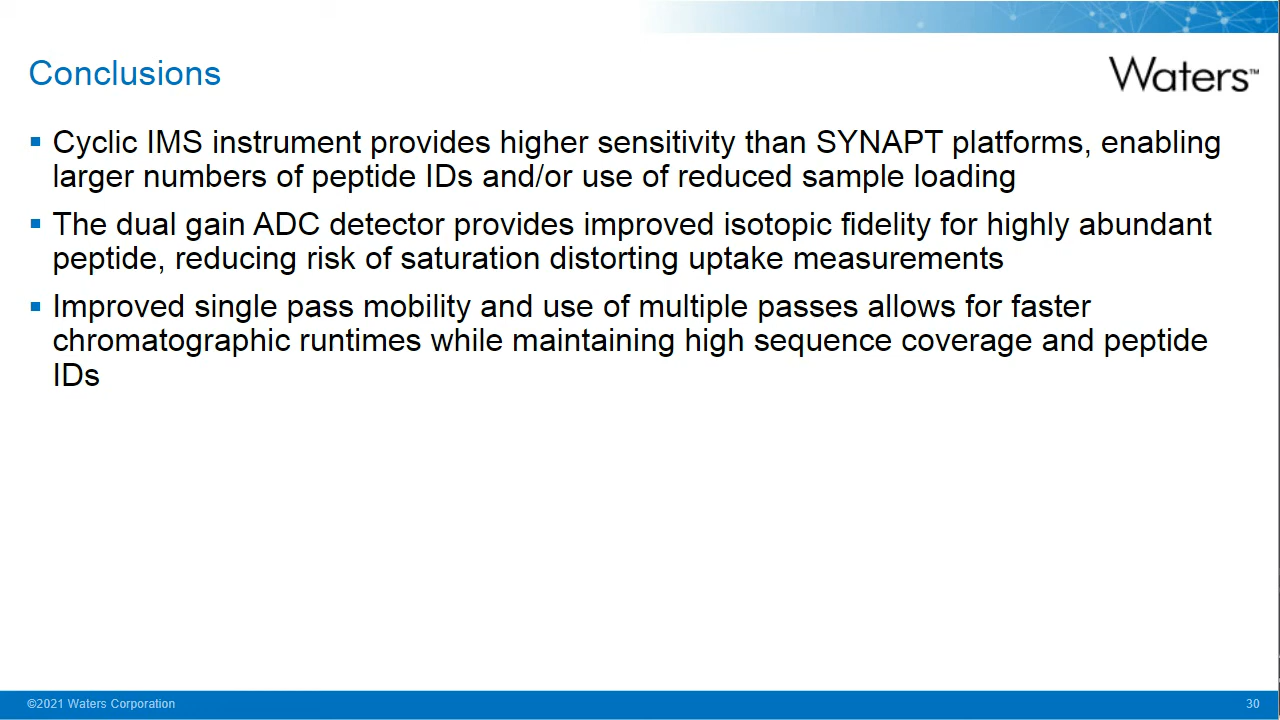 Conclusions
Waters™
▪ Cyclic IMS instrument provides higher sensitivity than SYNAPT platforms, enabling
larger numbers of peptide IDs and/or use of reduced sample loading
▪ The dual gain ADC detector provides improved isotopic fidelity for highly abundant
peptide, reducing risk of saturation distorting uptake measurements
▪ Improved single pass mobility and use of multiple passes allows for faster
chromatographic runtimes while maintaining high sequence coverage and peptide
IDs
©2021 Waters Corporation
30